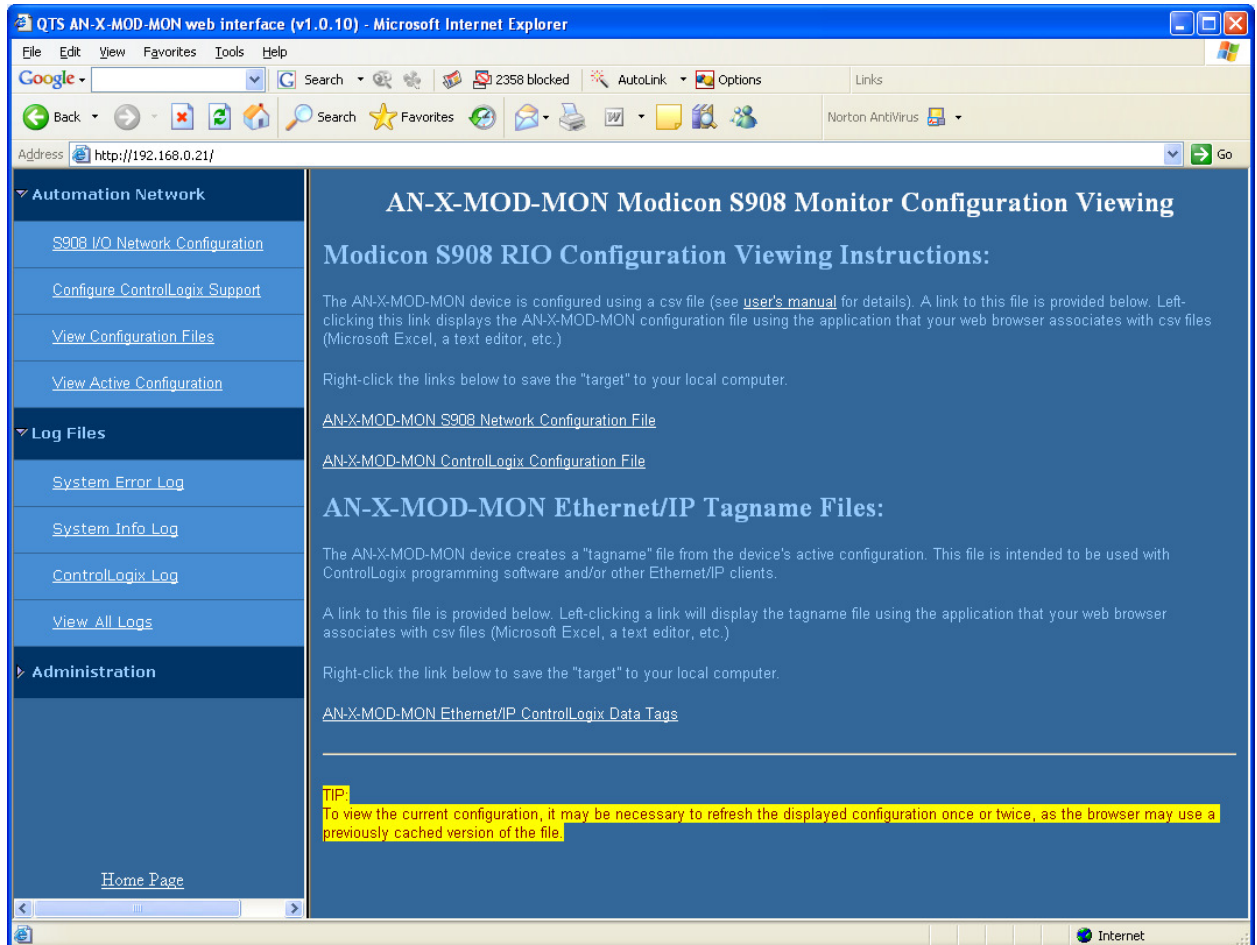 QTS AN-X-MOD-MON web interface (v1.0.10) - Microsoft Internet Explorer
File Edit View Favorites Tools Help
Google Search 2358 blocked AutoLink Options Links
Back Search Favorites Norton AntiVirus
Address http://192.168.0.21/ Go
Automation Network
S908 I/O Network Configuration
Configure ControlLogix Support
View Configuration Files
View Active Configuration
Log Files
System Error Log
System Info Log
ControlLogix Log
View All Logs
Administration
Home Page
AN-X-MOD-MON Modicon S908 Monitor Configuration Viewing
Modicon S908 RIO Configuration Viewing Instructions:
The AN-X-MOD-MON device is configured using a csv file (see user's manual for details). A link to this file is provided below. Left-
clicking this link displays the AN-X-MOD-MON configuration file using the application that your web browser associates with csv files
(Microsoft Excel, a text editor, etc.)
Right-click the links below to save the "target" to your local computer.
AN-X-MOD-MON S908 Network Configuration File
AN-X-MOD-MON ControlLogix Configuration File
AN-X-MOD-MON Ethernet/IP Tagname Files:
The AN-X-MOD-MON device creates a "tagname" file from the device's active configuration. This file is intended to be used with
ControlLogix programming software and/or other Ethernet/IP clients.
A link to this file is provided below. Left-clicking a link will display the tagname file using the application that your web browser
associates with csv files (Microsoft Excel, a text editor, etc.)
Right-click the link below to save the "target" to your local computer.
AN-X-MOD-MON Ethernet/IP ControlLogix Data Tags
TIP:
To view the current configuration, it may be necessary to refresh the displayed configuration once or twice, as the browser may use a
previously cached version of the file.
Internet